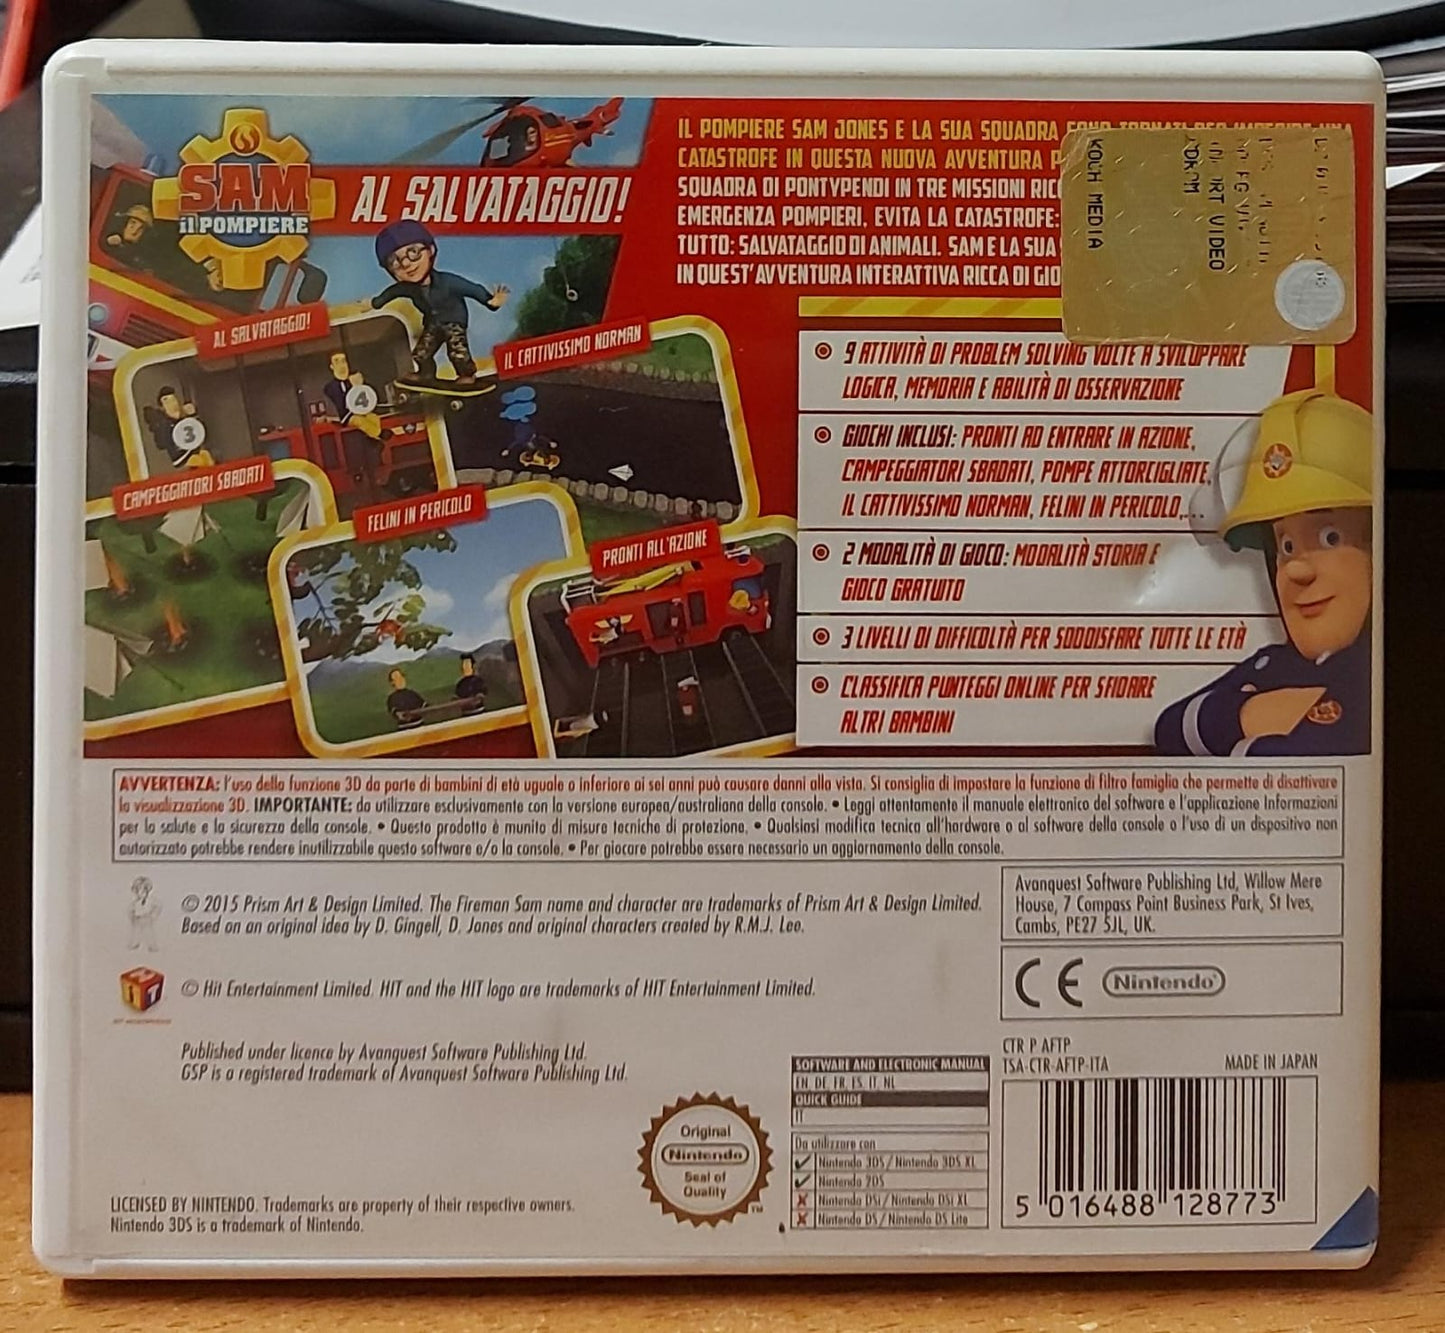 SAM
il POMPIERE
AL SALVATAGGIO!
IL POMPIERE SAM JONES E LA SUA SQUADRA SONO TORNATI PER
CATASTROFE IN QUESTA NUOVA AVVENTURA
SQUADRA DI PONTYPENDI IN TRE MISSIONI
EMERGENZA POMPIERI, EVITA LA CATASTROFE:
TUTTO: SALVATAGGIO DI ANIMALI. SAM E LA SUA
IN QUEST'AVVENTURA INTERATTIVA RICCA DI
KOCH MEDIA
VIDEO
AL SALVATAGGIO!
IL CATTIVISSIMO NORMAN
3
4
CAMPEGGIATORI SBADATI
FELINI IN PERICOLO
PRONTI ALL'AZIONE
9 ATTIVITÀ DI PROBLEM SOLVING VOLTE A SVILUPPARE
LOGICA, MEMORIA E ABILITÀ DI OSSERVAZIONE
GIOCHI INCLUSI: PRONTI AD ENTRARE IN AZIONE,
CAMPEGGIATORI SBADATI, POMPE ATTORCIGLIATE,
IL CATTIVISSIMO NORMAN, FELINI IN PERICOLO,...
2 MODALITÀ DI GIOCO: MODALITÀ STORIA E
GIOCO GRATUITO
3 LIVELLI DI DIFFICOLTÀ PER SODDISFARE TUTTE LE ETÀ
CLASSIFICA PUNTEGGI ONLINE PER SFIDARE
ALTRI BAMBINI
AVVERTENZA: l'uso della funzione 3D da parte di bambini di età uguale o inferiore ai sei anni può causare danni alla vista. Si consiglia di impostare la funzione di filtro famiglia che permette di disattivare
la visualizzazione 3D. IMPORTANTE: da utilizzare esclusivamente con la versione europea/australiana della console. • Leggi attentamente il manuale elettronico del software e l'applicazione Informazioni
per la salute e la sicurezza della console. • Questo prodotto è munito di misure tecniche di protezione. • Qualsiasi modifica tecnica all'hardware o al software della console o l'uso di un dispositivo non
autorizzato potrebbe rendere inutilizzabile questo software e/o la console. • Per giocare potrebbe essere necessario un aggiornamento della console.
© 2015 Prism Art & Design Limited. The Fireman Sam name and character are trademarks of Prism Art & Design Limited.
Based on an original idea by D. Gingell, D. Jones and original characters created by R.M.J. Lee.
HiT
© Hit Entertainment Limited. HIT and the HIT logo are trademarks of HIT Entertainment Limited.
Published under licence by Avanquest Software Publishing Ltd.
GSP is a registered trademark of Avanquest Software Publishing Ltd.
LICENSED BY NINTENDO. Trademarks are property of their respective owners.
Nintendo 3DS is a trademark of Nintendo.
Original
Nintendo
Seal of
Quality
TM
SOFTWARE AND ELECTRONIC MANUAL
EN, DE, FR, ES, IT, NL
QUICK GUIDE
IT
Da utilizzare con
Nintendo 3DS / Nintendo 3DS XL
Nintendo 2DS
Nintendo DSi / Nintendo DSi XL
Nintendo DS / Nintendo DS Lite
Avanquest Software Publishing Ltd, Willow Mere
House, 7 Compass Point Business Park, St Ives,
Cambs, PE27 5JL, UK.
CE Nintendo®
CTR P AFTP
TSA-CTR-AFTP-ITA
MADE IN JAPAN
5 016488 128773